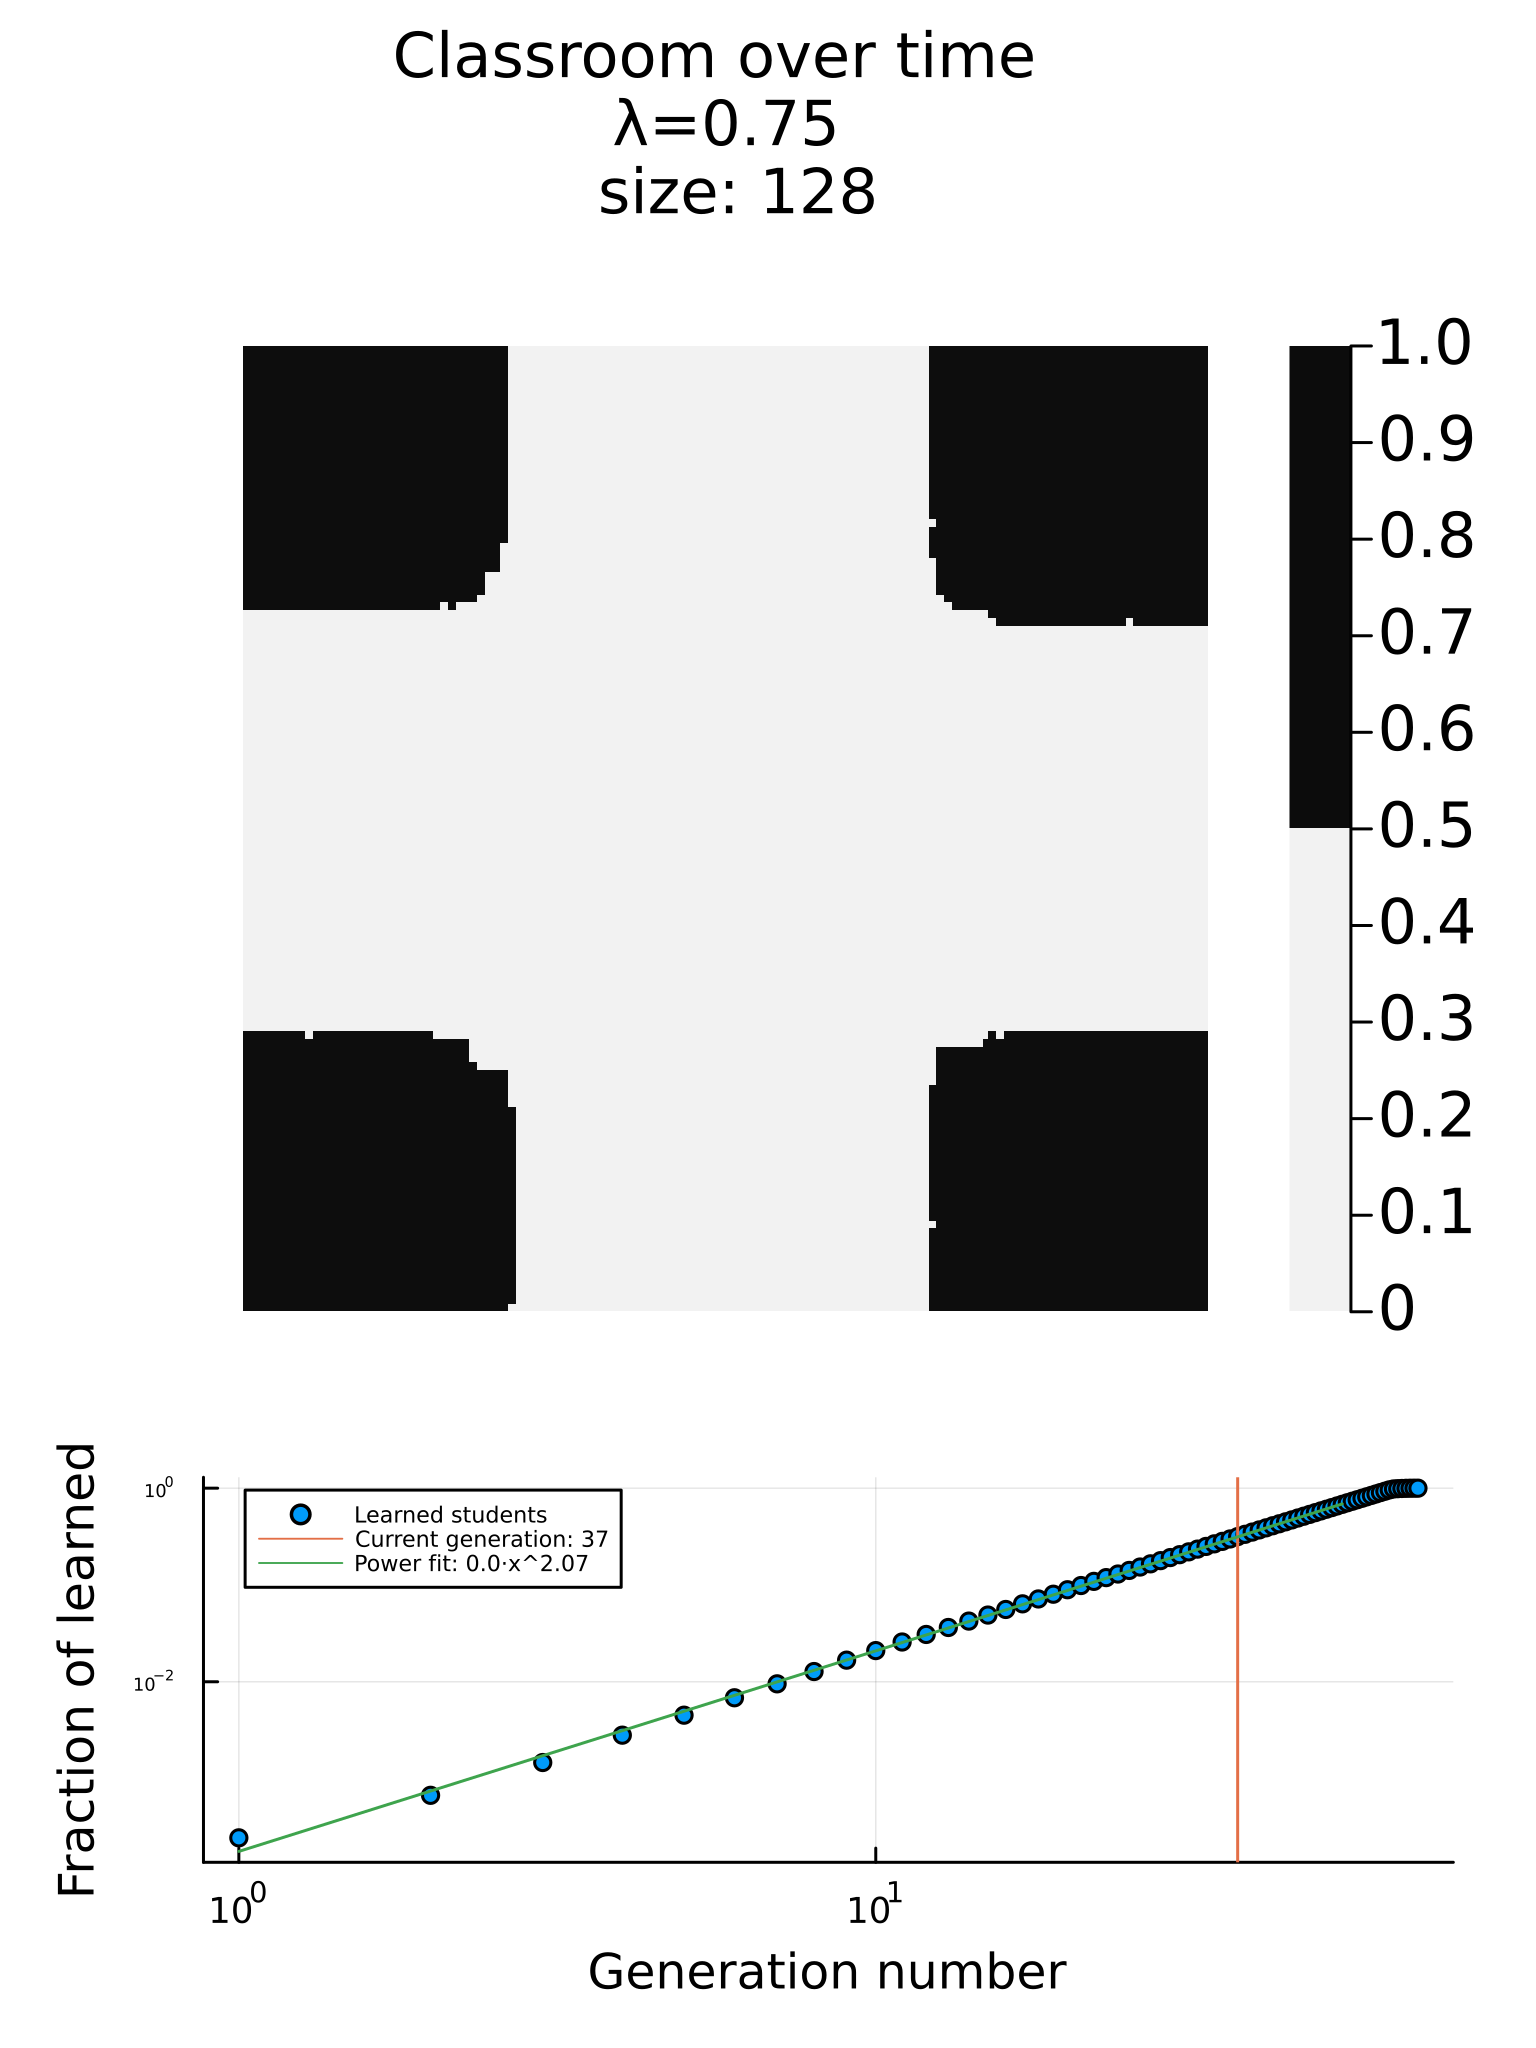 Classroom over time
λ=0.75
size: 128
1.0
0.9
0.8
0.7
0.6
0.5
0.4
0.3
0.2
0.1
0
Fraction of learned
10⁰
10⁻²
Learned students
Current generation: 37
Power fit: 0.0·x^2.07
10⁰
10¹
Generation number